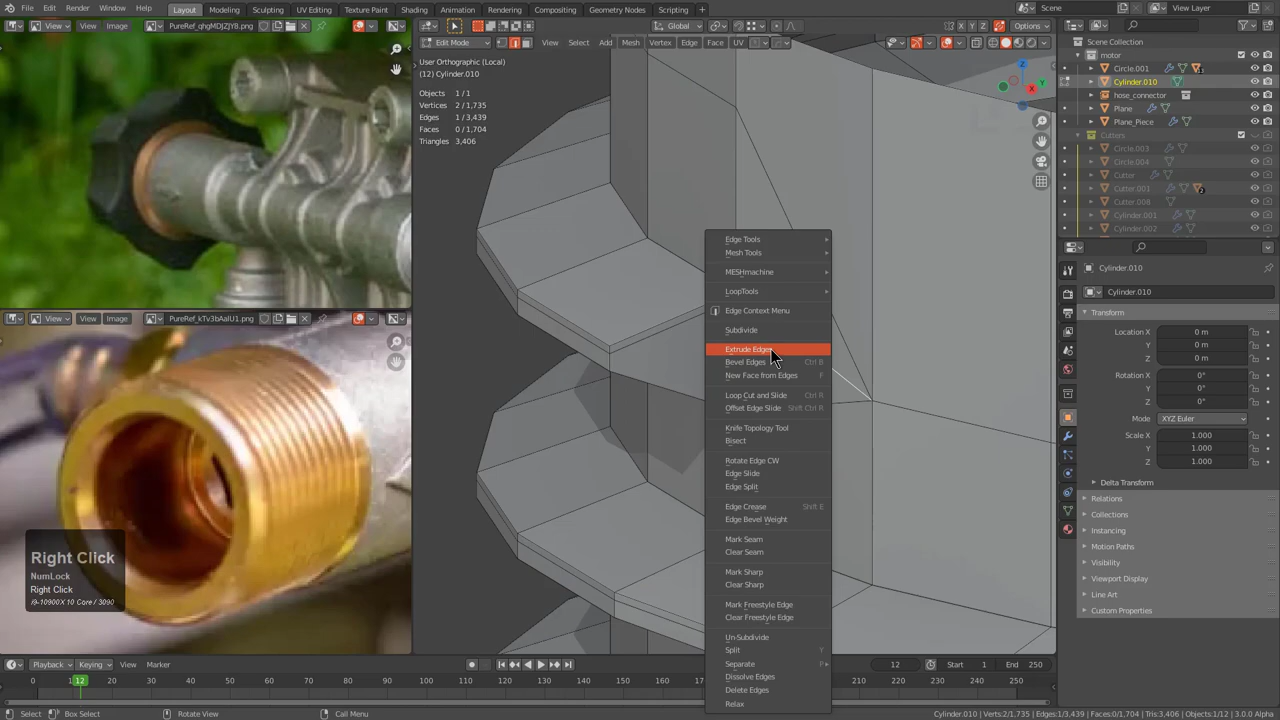 File Edit Render Window Help
Layout Modeling Sculpting UV Editing Texture Paint Shading Animation Rendering Compositing Geometry Nodes Scripting +
Scene View Layer
View View Image PureRef_qhgMDJZJY8.png
Global Options
Edit Mode View Select Add Mesh Vertex Edge Face UV
User Orthographic (Local)
(12) Cylinder.010
Objects 1 / 1
Vertices 2 / 1,735
Edges 1 / 3,439
Faces 0 / 1,704
Triangles 3,406
Z
Y
X
Scene Collection
motor
Circle.001
Cylinder.010
hose_connector
Plane
Plane_Piece
Cutters
Circle.003
Circle.004
Cutter
Cutter.003
Cutter.008
Cylinder.001
Cylinder.002
Edge Tools
Mesh Tools
MESHmachine
LoopTools
Edge Context Menu
Subdivide
Extrude Edges
Bevel Edges Ctrl B
New Face from Edges F
Loop Cut and Slide Ctrl R
Offset Edge Slide Shift Ctrl R
Knife Topology Tool
Bisect
Rotate Edge CW
Edge Slide
Edge Split
Edge Crease Shift E
Edge Bevel Weight
Mark Seam
Clear Seam
Mark Sharp
Clear Sharp
Mark Freestyle Edge
Clear Freestyle Edge
Un-Subdivide
Split Y
Separate P
Dissolve Edges
Delete Edges
Relax
Cylinder.010
Cylinder.010
Transform
Location X 0 m
Y 0 m
Z 0 m
Rotation X 0°
Y 0°
Z 0°
Mode XYZ Euler
Scale X 1.000
Y 1.000
Z 1.000
Delta Transform
Relations
Collections
Instancing
Motion Paths
Visibility
Viewport Display
Line Art
Custom Properties
View View Image PureRef_kTv3bAalU1.png
Right Click
NumLock
Right Click
i9-10900X 10 Core / 3090
Playback Keying View Marker
12 Start 1 End 250
0 12 20 30 40 50 60 70 80 90 100 110 120 130 140 150 160 200 210 220 230 240 250
Select Box Select Rotate View Call Menu
Cylinder.010 | Verts:2/1,735 | Edges:1/3,439 | Faces:0/1,704 | Tris:3,406 | Objects:1/12 | 3.0.0 Alpha